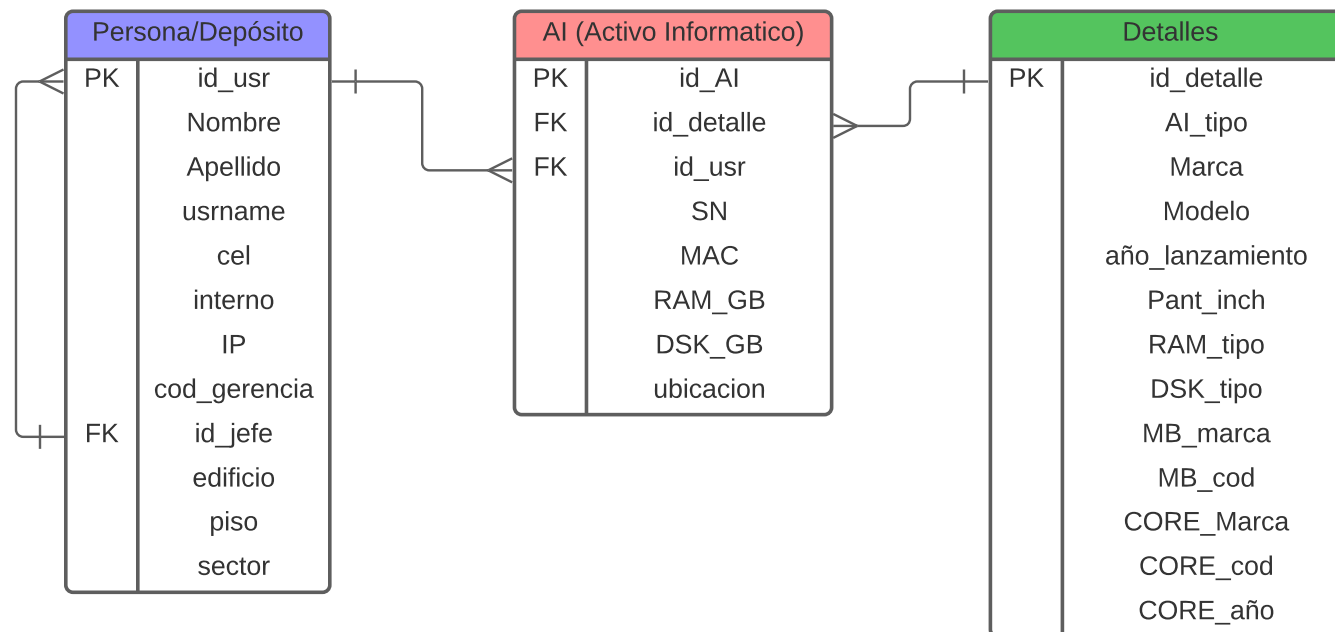 Persona/Depósito
PK id_usr
Nombre
Apellido
usrname
cel
interno
IP
cod_gerencia
FK id_jefe
edificio
piso
sector
AI (Activo Informatico)
PK id_AI
FK id_detalle
FK id_usr
SN
MAC
RAM_GB
DSK_GB
ubicacion
Detalles
PK id_detalle
AI_tipo
Marca
Modelo
año_lanzamiento
Pant_inch
RAM_tipo
DSK_tipo
MB_marca
MB_cod
CORE_Marca
CORE_cod
CORE_año